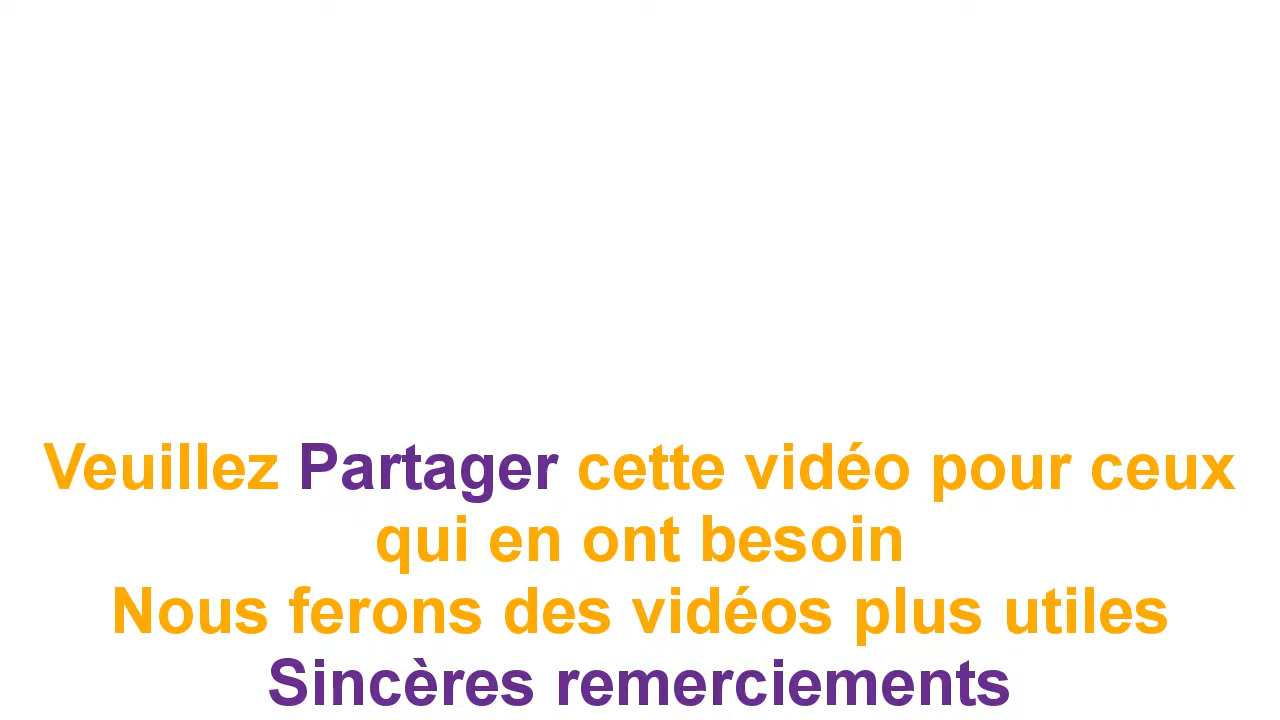 Veuillez Partager cette vidéo pour ceux
qui en ont besoin
Nous ferons des vidéos plus utiles
Sincères remerciements